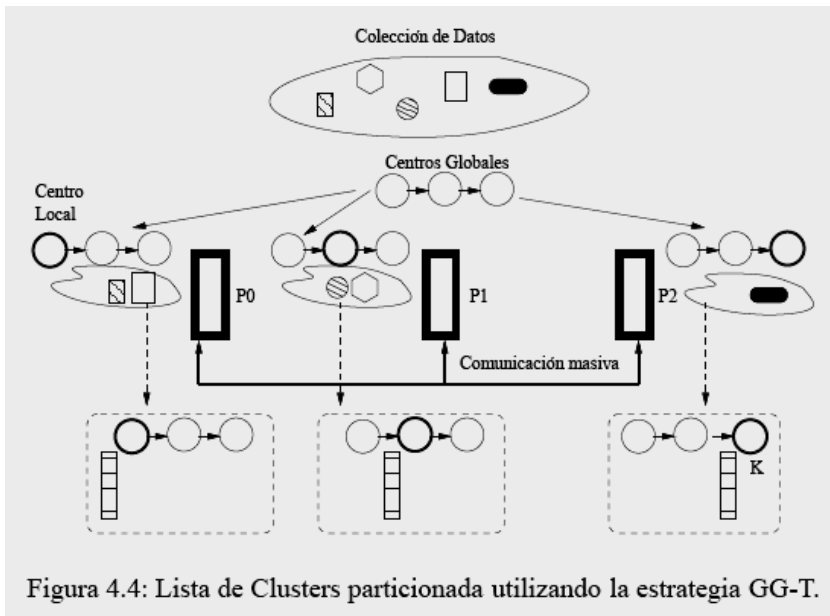 Colección de Datos
Centros Globales
Centro
Local
P0
P1
P2
Comunicación masiva
K
Figura 4.4: Lista de Clusters particionada utilizando la estrategia GG-T.